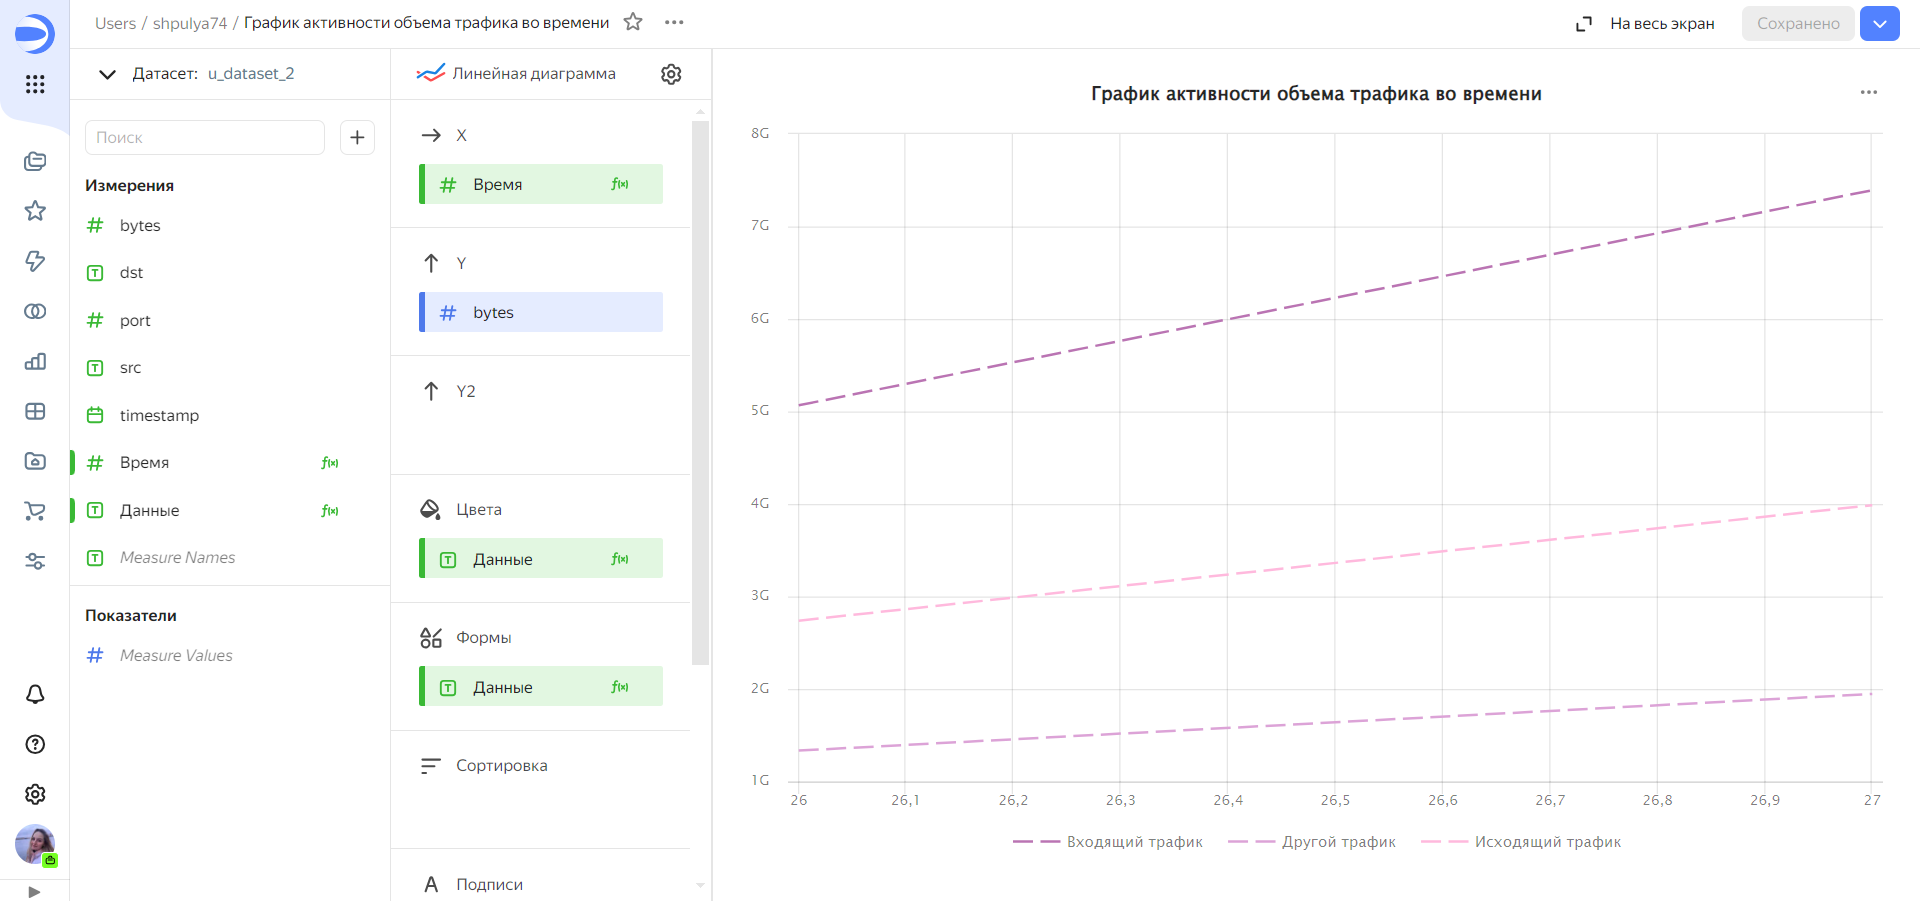 Users / shpulya74 / График активности объема трафика во времени
На весь экран
Сохранено
Датасет: u_dataset_2
Поиск
Измерения
bytes
dst
port
src
timestamp
Время
Данные
Measure Names
Показатели
Measure Values
Линейная диаграмма
X
Время
Y
bytes
Y2
Цвета
Данные
Формы
Данные
Сортировка
Подписи
График активности объема трафика во времени
8G
7G
6G
5G
4G
3G
2G
1G
26 26,1 26,2 26,3 26,4 26,5 26,6 26,7 26,8 26,9 27
Входящий трафик Другой трафик Исходящий трафик